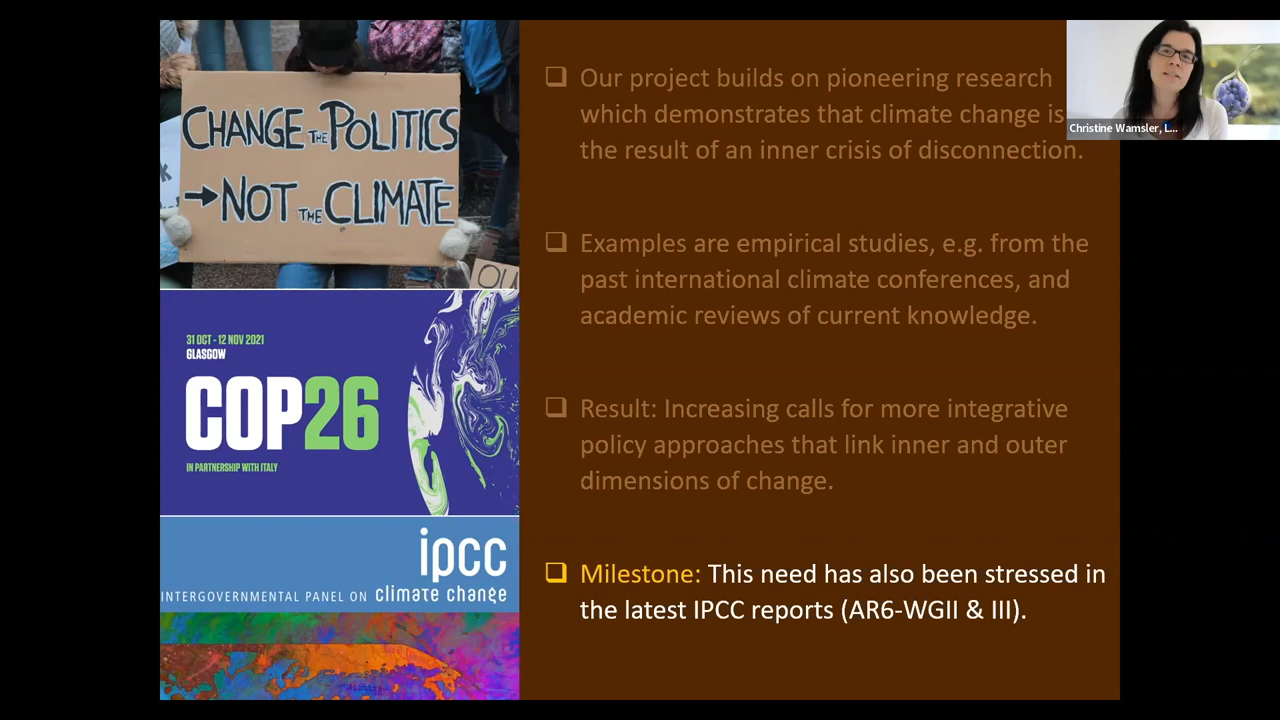 CHANGE THE POLITICS
→NOT THE CLIMATE
OU
31 OCT - 12 NOV 2021
GLASGOW
COP26
IN PARTNERSHIP WITH ITALY
ipcc
INTERGOVERNMENTAL PANEL ON climate change
Our project builds on pioneering research
which demonstrates that climate change is
the result of an inner crisis of disconnection.
Examples are empirical studies, e.g. from the
past international climate conferences, and
academic reviews of current knowledge.
Result: Increasing calls for more integrative
policy approaches that link inner and outer
dimensions of change.
Milestone: This need has also been stressed in
the latest IPCC reports (AR6-WGII & III).
Christine Wamsler, L...